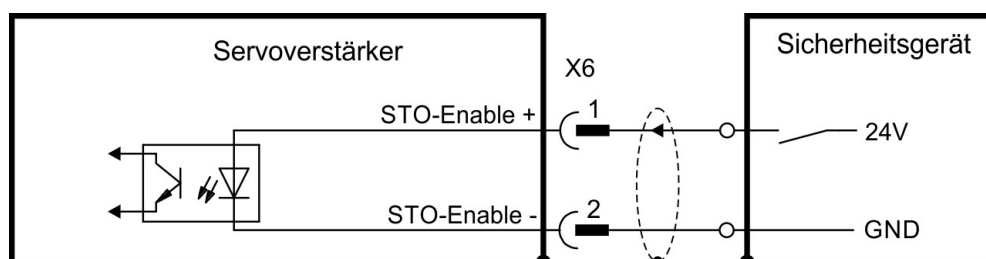 Servoverstärker
Sicherheitsgerät
X6
STO-Enable +
1
24V
STO-Enable -
2
GND